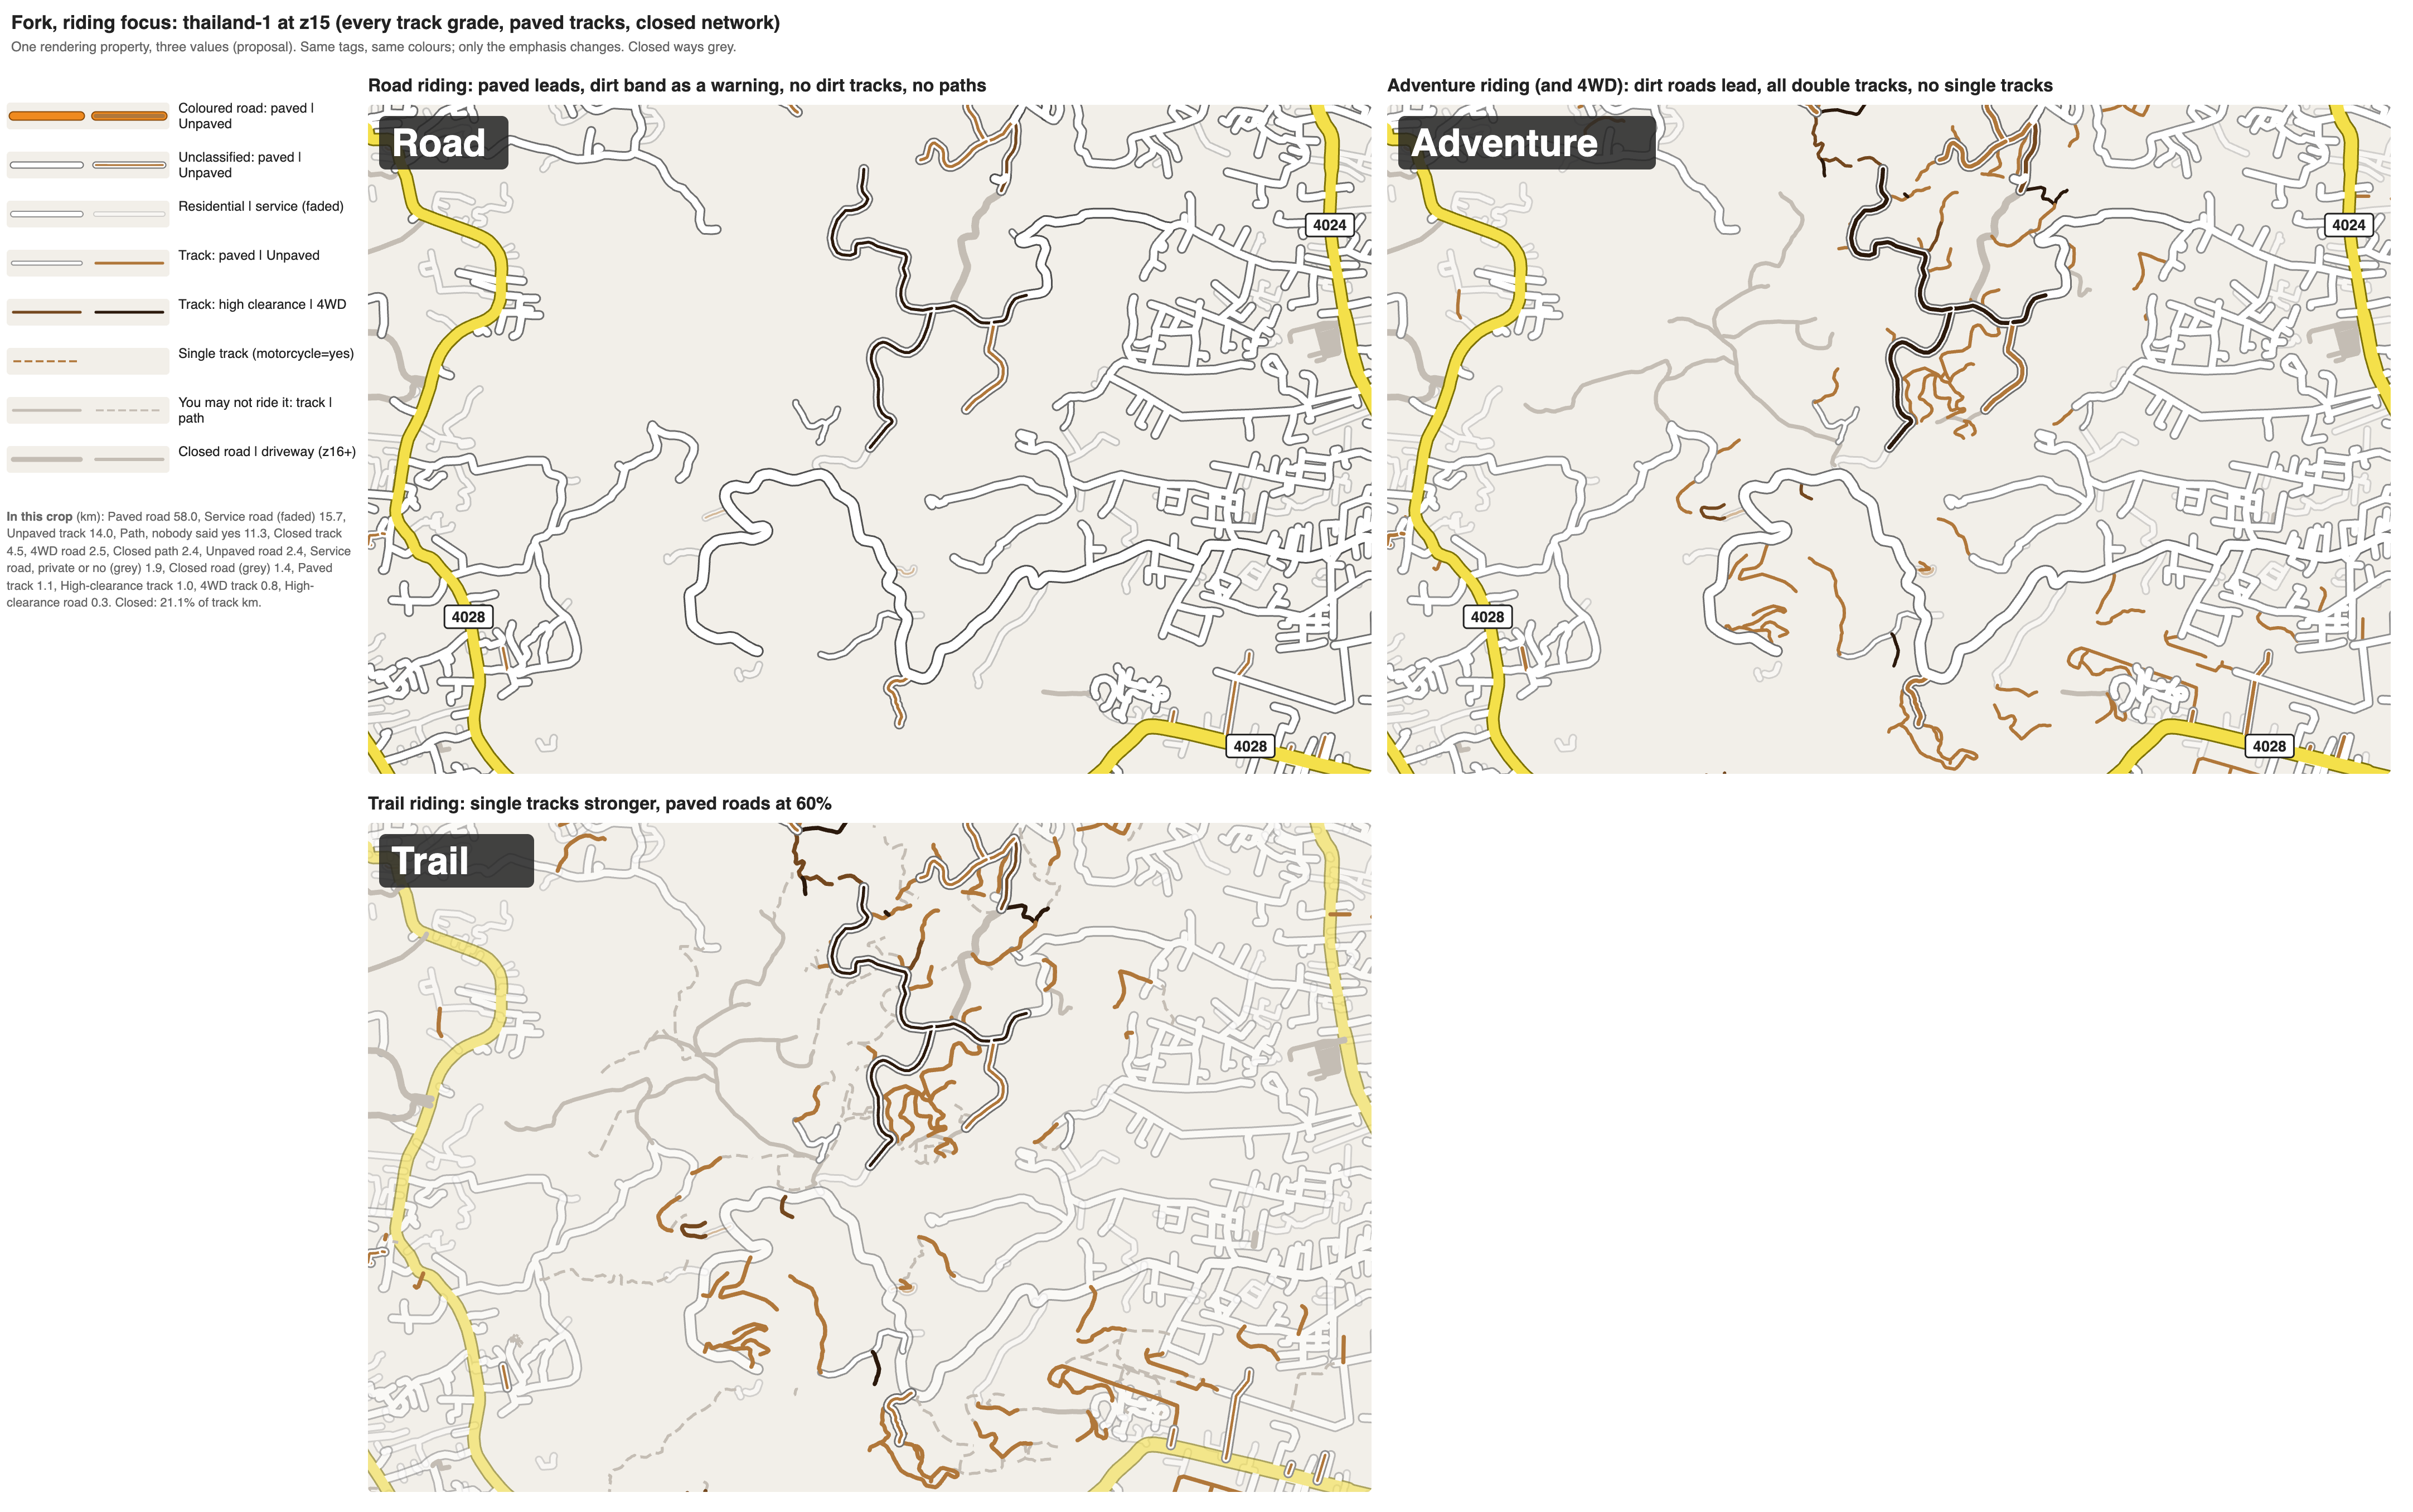 Fork, riding focus: thailand-1 at z15 (every track grade, paved tracks, closed network)
One rendering property, three values (proposal). Same tags, same colours; only the emphasis changes. Closed ways grey.
Coloured road: paved |
Unpaved
Unclassified: paved |
Unpaved
Residential | service (faded)
Track: paved | Unpaved
Track: high clearance | 4WD
Single track (motorcycle=yes)
You may not ride it: track |
path
Closed road | driveway (z16+)
In this crop (km): Paved road 58.0, Service road (faded) 15.7,
Unpaved track 14.0, Path, nobody said yes 11.3, Closed track
4.5, 4WD road 2.5, Closed path 2.4, Unpaved road 2.4, Service
road, private or no (grey) 1.9, Closed road (grey) 1.4, Paved
track 1.1, High-clearance track 1.0, 4WD track 0.8, High-
clearance road 0.3. Closed: 21.1% of track km.
Road riding: paved leads, dirt band as a warning, no dirt tracks, no paths
Road
4024
4028
4028
Adventure riding (and 4WD): dirt roads lead, all double tracks, no single tracks
Adventure
4024
4028
4028
Trail riding: single tracks stronger, paved roads at 60%
Trail